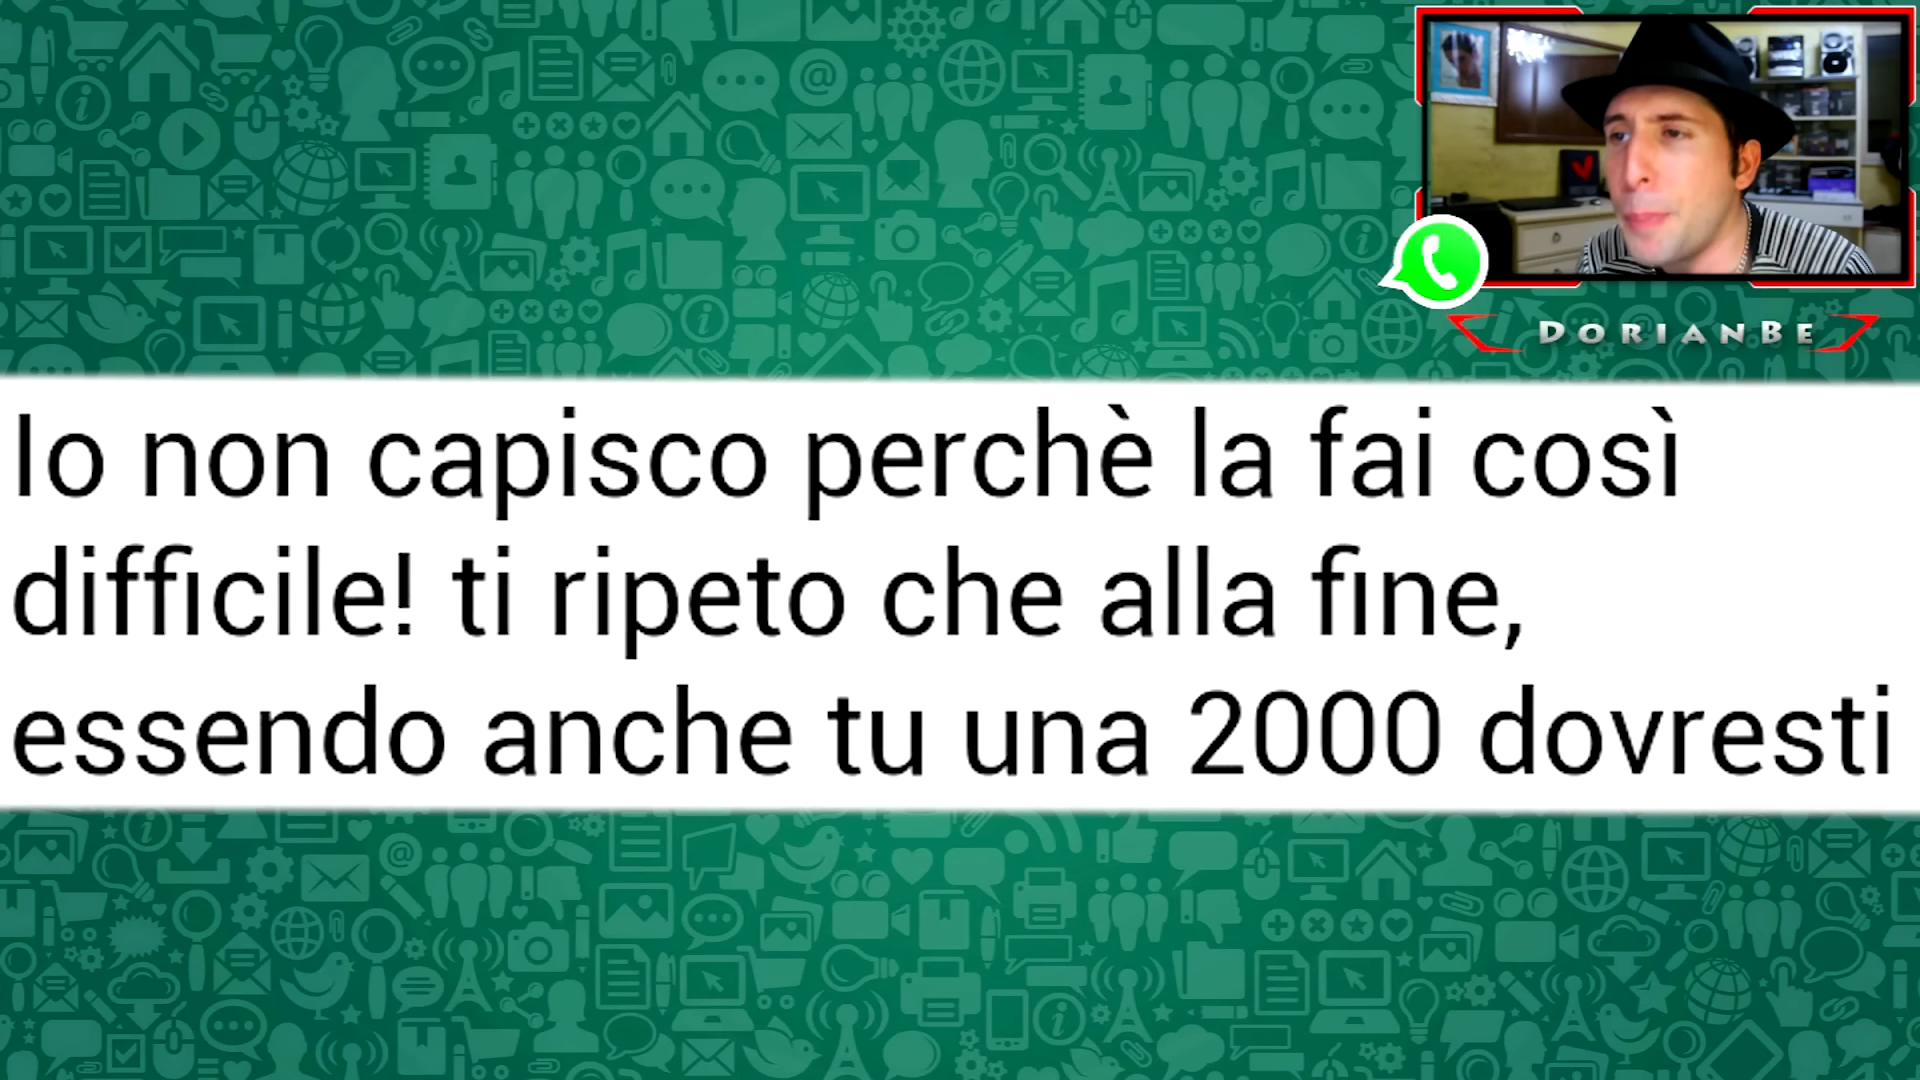 DORIANBE
Io non capisco perchè la fai così
difficile! ti ripeto che alla fine,
essendo anche tu una 2000 dovresti